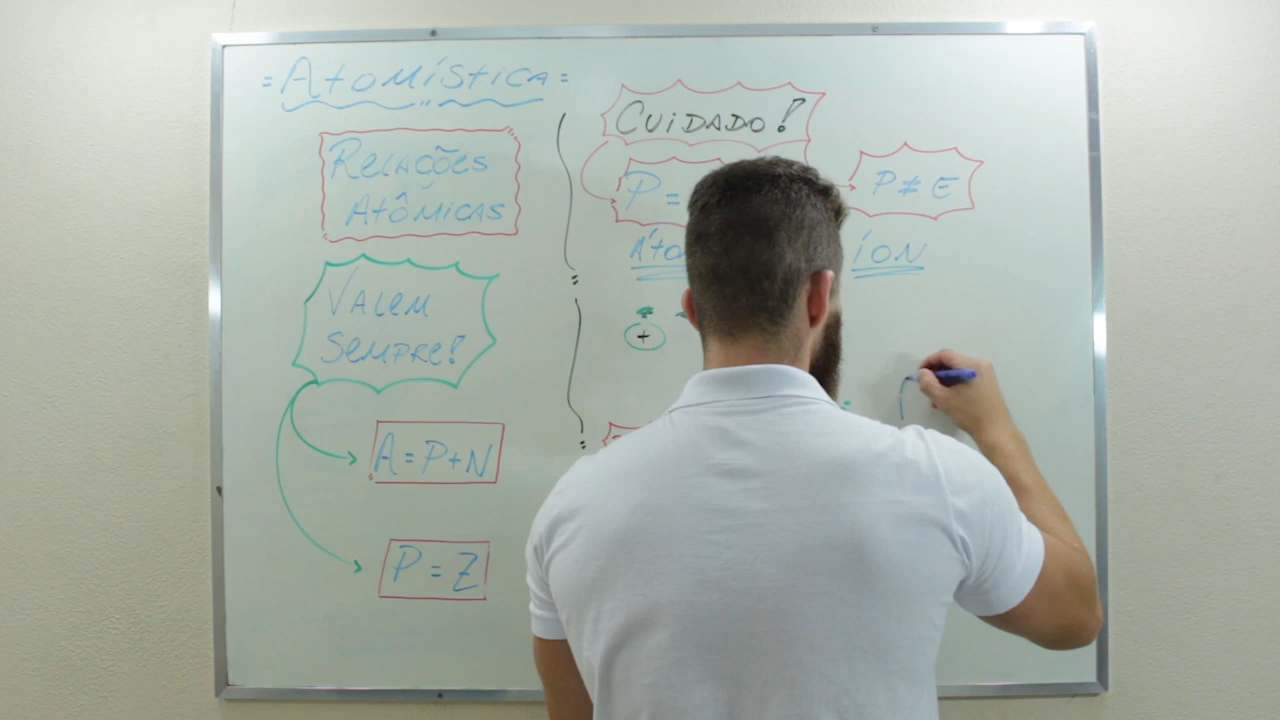 = Atomística =
Relações
Atômicas
Valem
Sempre!
A = P + N
P = Z
Cuidado!
P =
P ≠ E
Íon
+